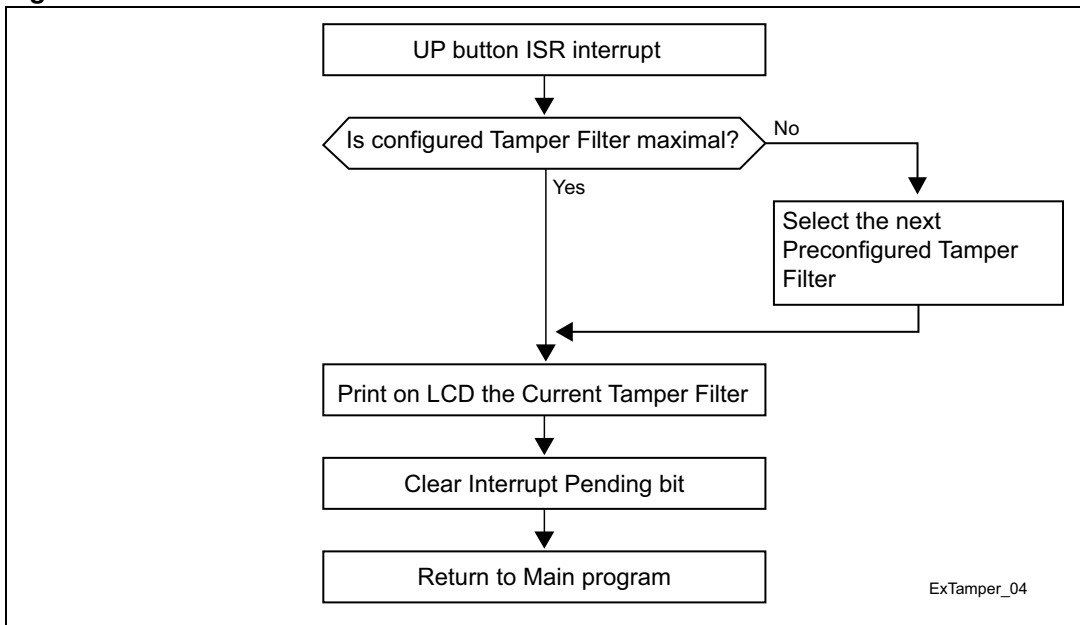 UP button ISR interrupt
Is configured Tamper Filter maximal?
No
Yes
Select the next
Preconfigured Tamper
Filter
Print on LCD the Current Tamper Filter
Clear Interrupt Pending bit
Return to Main program
ExTamper_04